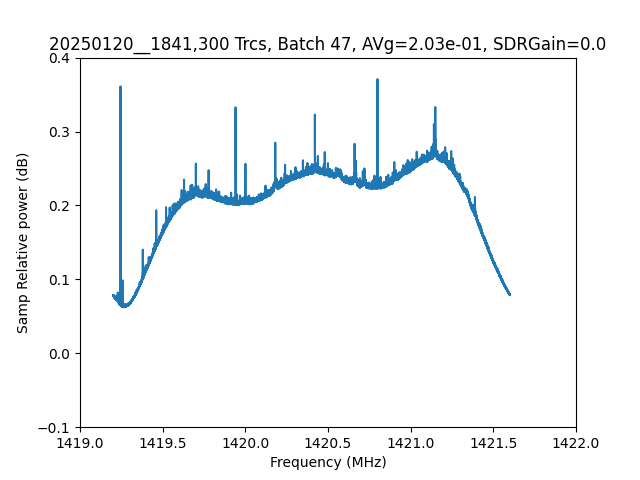 20250120__1841,300 Trcs, Batch 47, AVg=2.03e-01, SDRGain=0.0
0.4
0.3
0.2
0.1
0.0
−0.1
Samp Relative power (dB)
1419.0 1419.5 1420.0 1420.5 1421.0 1421.5 1422.0
Frequency (MHz)